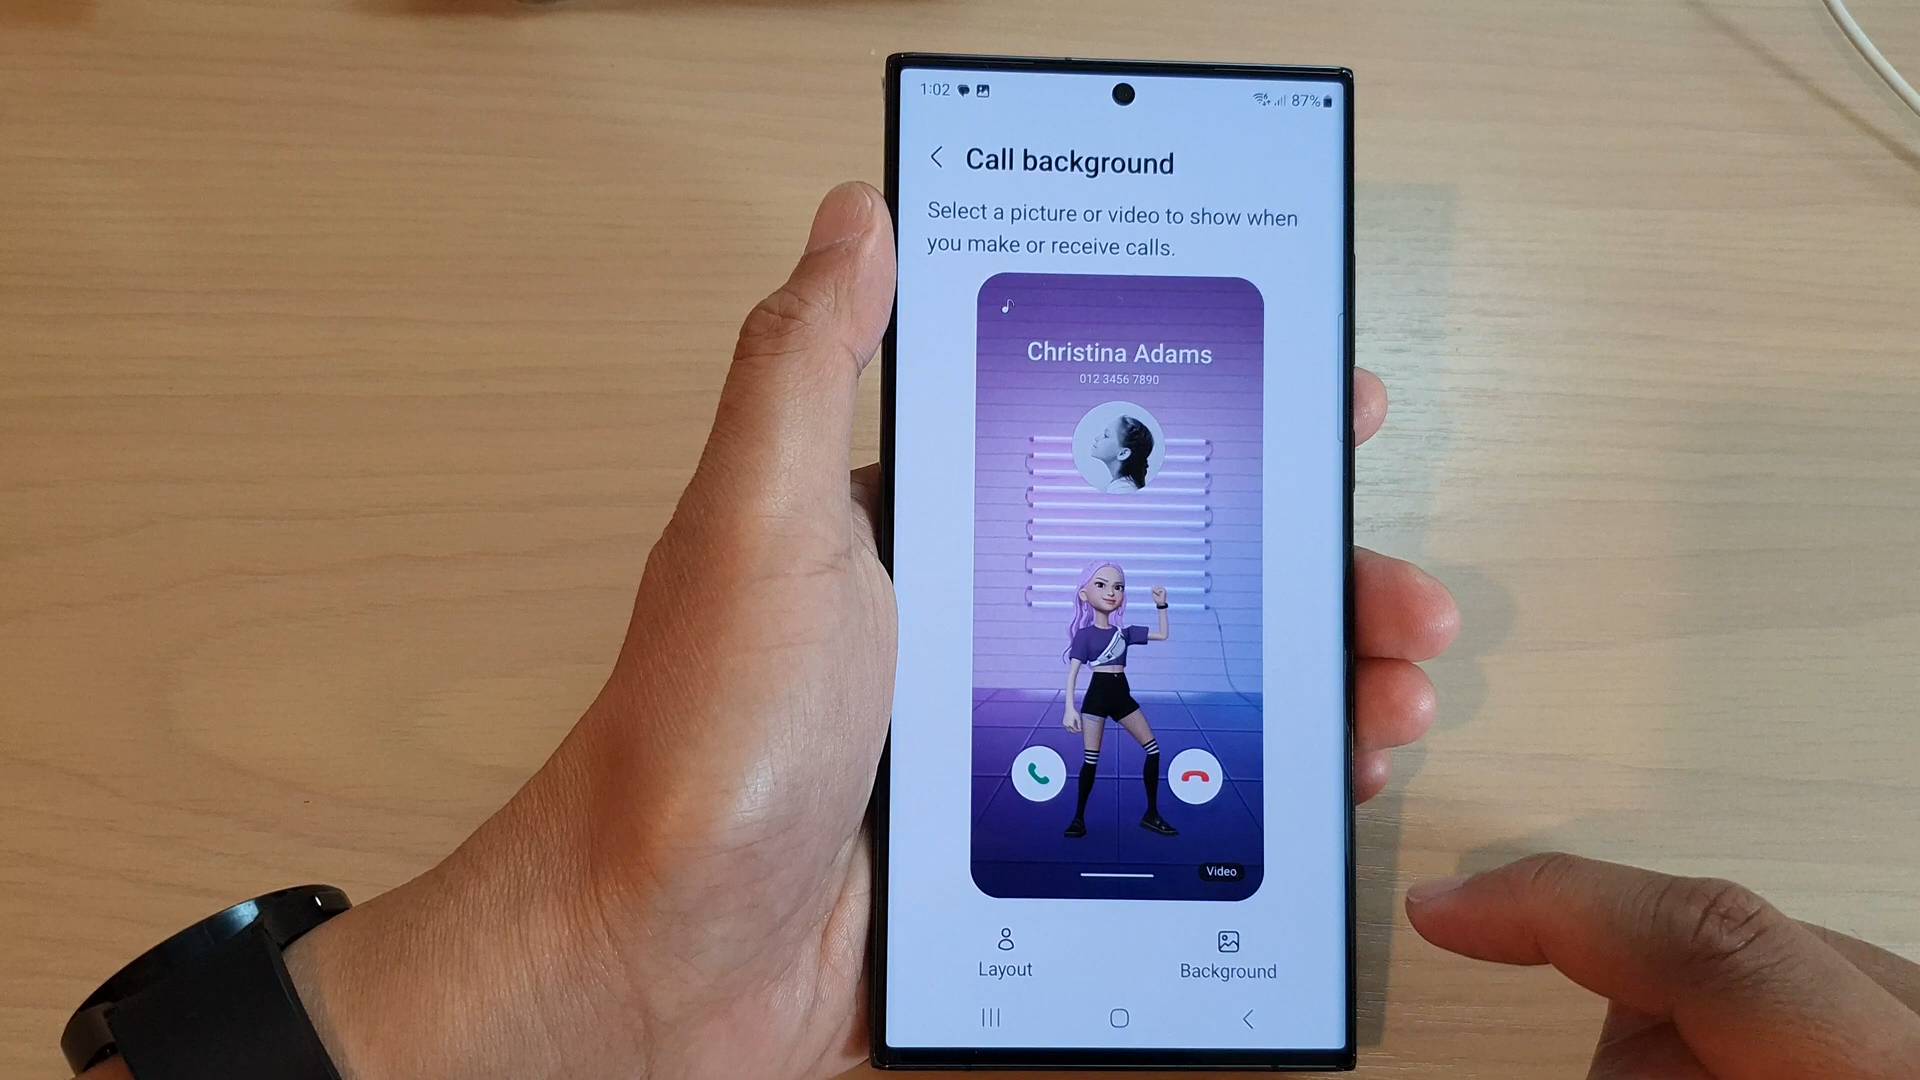 1:02
87%
Call background
Select a picture or video to show when
you make or receive calls.
Christina Adams
012 3456 7890
Video
Layout
Background